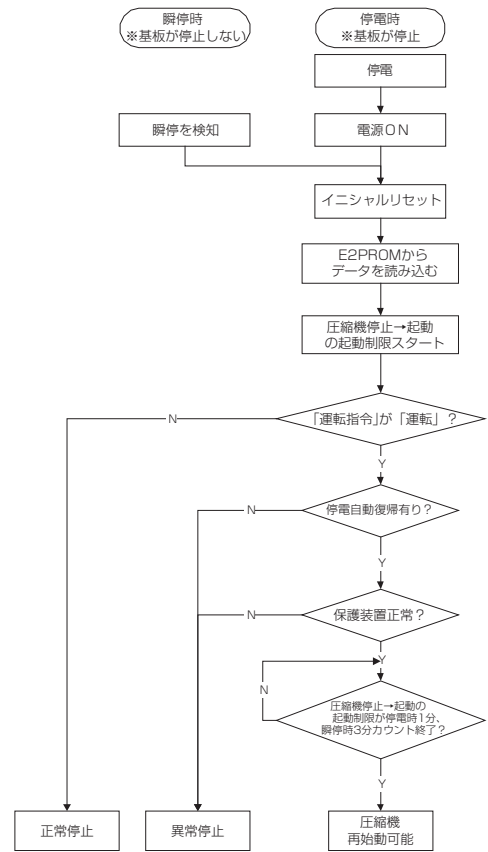 瞬停時
※基板が停止しない
停電時
※基板が停止
停電
瞬停を検知
電源ON
イニシャルリセット
E2PROMから
データを読み込む
圧縮機停止→起動
の起動制限スタート
「運転指令」が「運転」？
N
Y
停電自動復帰有り？
N
Y
保護装置正常？
N
Y
圧縮機停止→起動の
起動制限が停電時1分、
瞬停時3分カウント終了？
N
Y
正常停止
異常停止
圧縮機
再始動可能